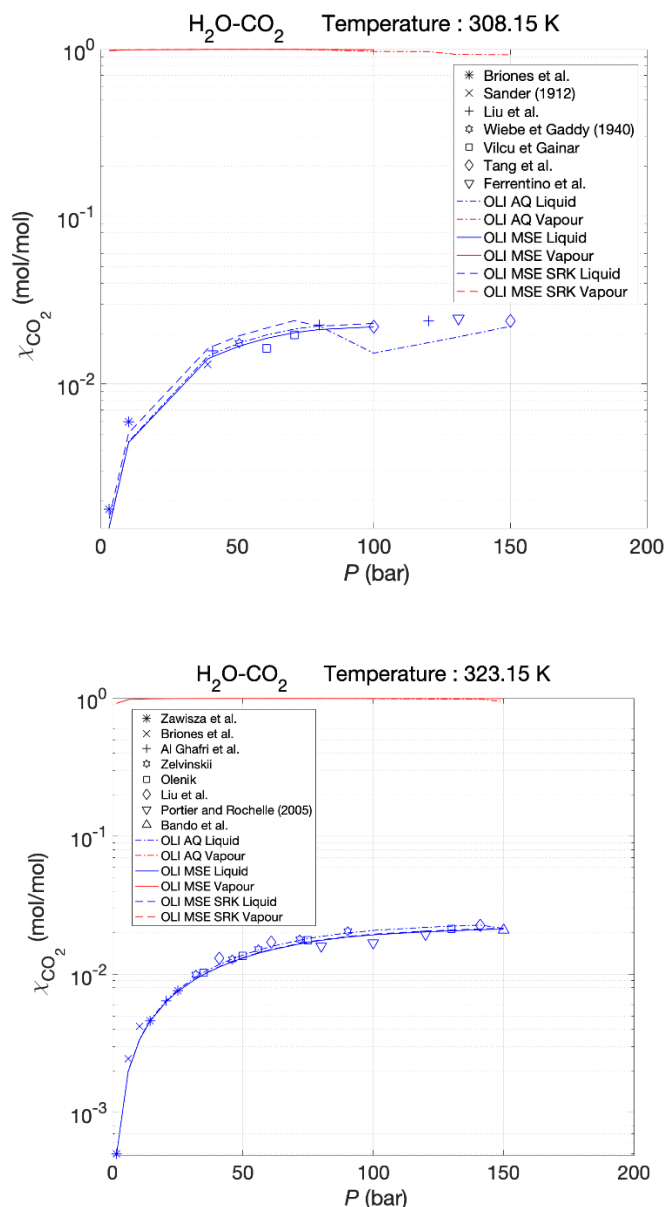 H2O-CO2 Temperature : 308.15 K
10^0
Briones et al.
Sander (1912)
Liu et al.
Wiebe et Gaddy (1940)
Vilcu et Gainar
Tang et al.
Ferrentino et al.
OLI AQ Liquid
OLI AQ Vapour
OLI MSE Liquid
OLI MSE Vapour
OLI MSE SRK Liquid
OLI MSE SRK Vapour
10^-1
χCO2 (mol/mol)
10^-2
0 50 100 150 200
P (bar)
H2O-CO2 Temperature : 323.15 K
10^0
Zawisza et al.
Briones et al.
Al Ghafri et al.
Zelvinskii
Olenik
Liu et al.
Portier and Rochelle (2005)
Bando et al.
OLI AQ Liquid
OLI AQ Vapour
OLI MSE Liquid
OLI MSE Vapour
OLI MSE SRK Liquid
OLI MSE SRK Vapour
10^-1
χCO2 (mol/mol)
10^-2
10^-3
0 50 100 150 200
P (bar)